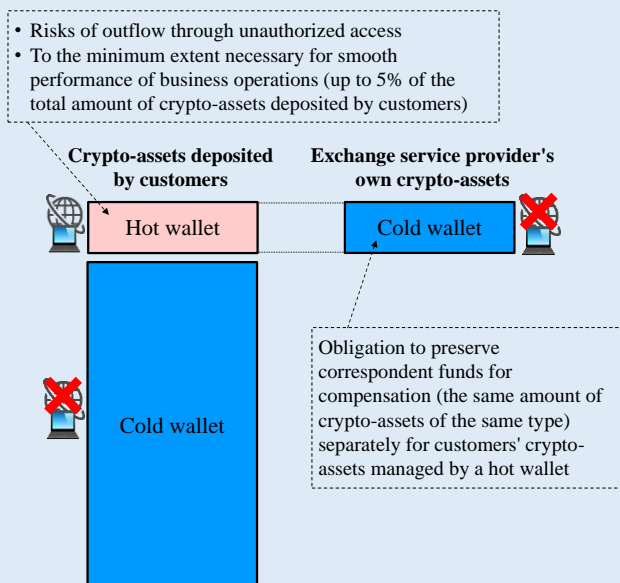 • Risks of outflow through unauthorized access
• To the minimum extent necessary for smooth
performance of business operations (up to 5% of the
total amount of crypto-assets deposited by customers)
Crypto-assets deposited
by customers
Exchange service provider's
own crypto-assets
Hot wallet
Cold wallet
Cold wallet
Obligation to preserve
correspondent funds for
compensation (the same amount of
crypto-assets of the same type)
separately for customers' crypto-
assets managed by a hot wallet